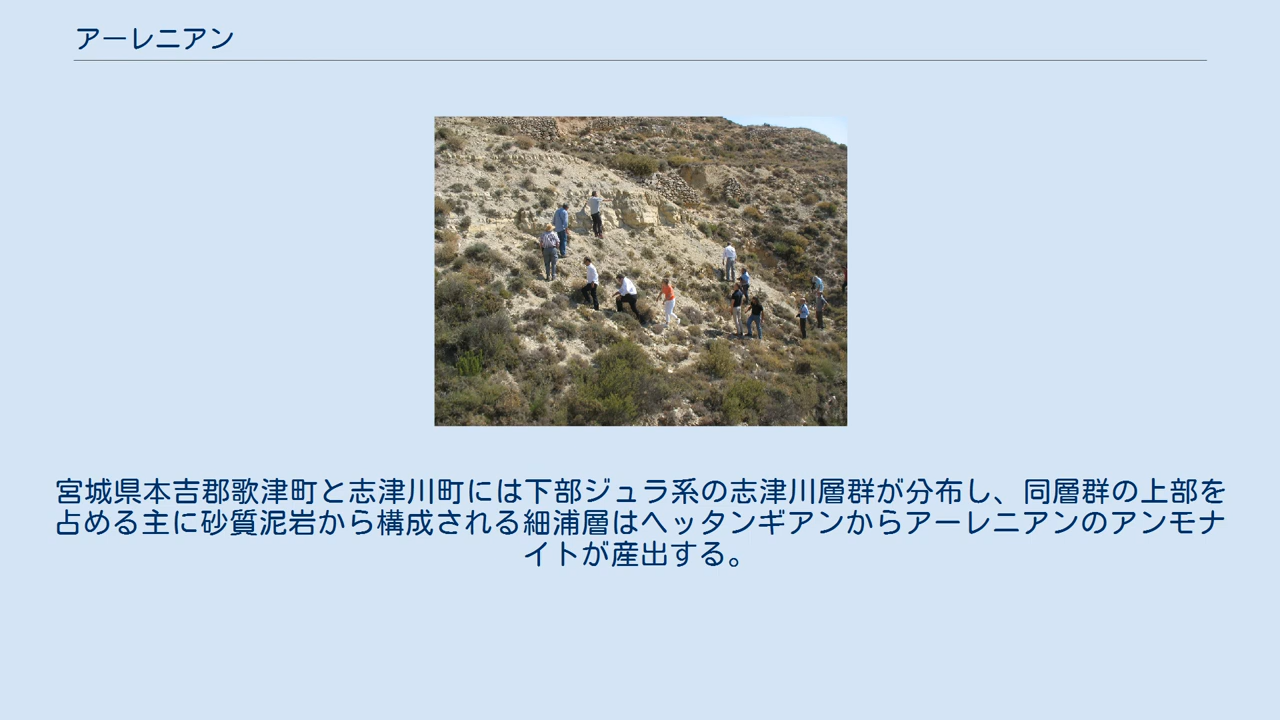 アーレニアン
宮城県本吉郡歌津町と志津川町には下部ジュラ系の志津川層群が分布し、同層群の上部を
占める主に砂質泥岩から構成される細浦層はヘッタンギアンからアーレニアンのアンモナ
イトが産出する。